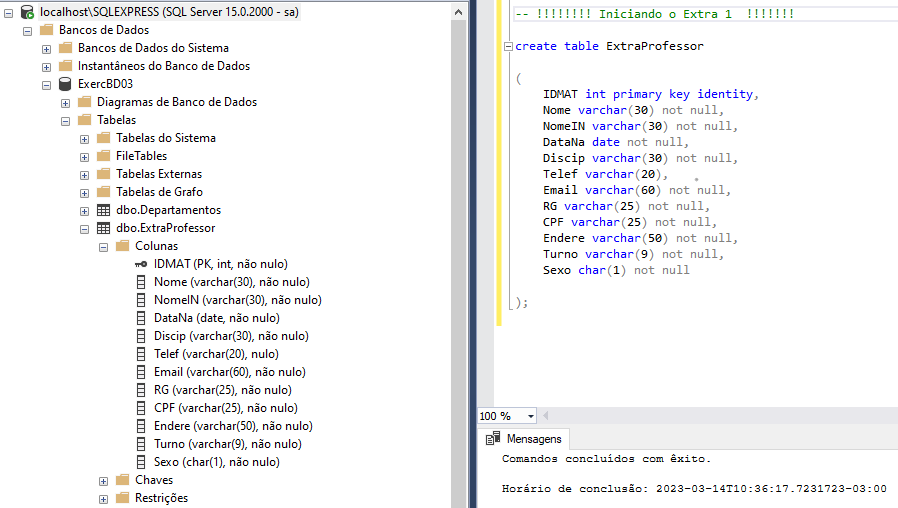 localhost\SQLEXPRESS (SQL Server 15.0.2000 - sa)
Bancos de Dados
Bancos de Dados do Sistema
Instantâneos do Banco de Dados
ExercBD03
Diagramas de Banco de Dados
Tabelas
Tabelas do Sistema
FileTables
Tabelas Externas
Tabelas de Grafo
dbo.Departamentos
dbo.ExtraProfessor
Colunas
IDMAT (PK, int, não nulo)
Nome (varchar(30), não nulo)
NomeIN (varchar(30), não nulo)
DataNa (date, não nulo)
Discip (varchar(30), não nulo)
Telef (varchar(20), nulo)
Email (varchar(60), não nulo)
RG (varchar(25), não nulo)
CPF (varchar(25), não nulo)
Endere (varchar(50), não nulo)
Turno (varchar(9), não nulo)
Sexo (char(1), não nulo)
Chaves
Restrições
-- !!!!!!!! Iniciando o Extra 1  !!!!!!!
create table ExtraProfessor
(
IDMAT int primary key identity,
Nome varchar(30) not null,
NomeIN varchar(30) not null,
DataNa date not null,
Discip varchar(30) not null,
Telef varchar(20),
Email varchar(60) not null,
RG varchar(25) not null,
CPF varchar(25) not null,
Endere varchar(50) not null,
Turno varchar(9) not null,
Sexo char(1) not null
);
100 %
Mensagens
Comandos concluídos com êxito.
Horário de conclusão: 2023-03-14T10:36:17.7231723-03:00